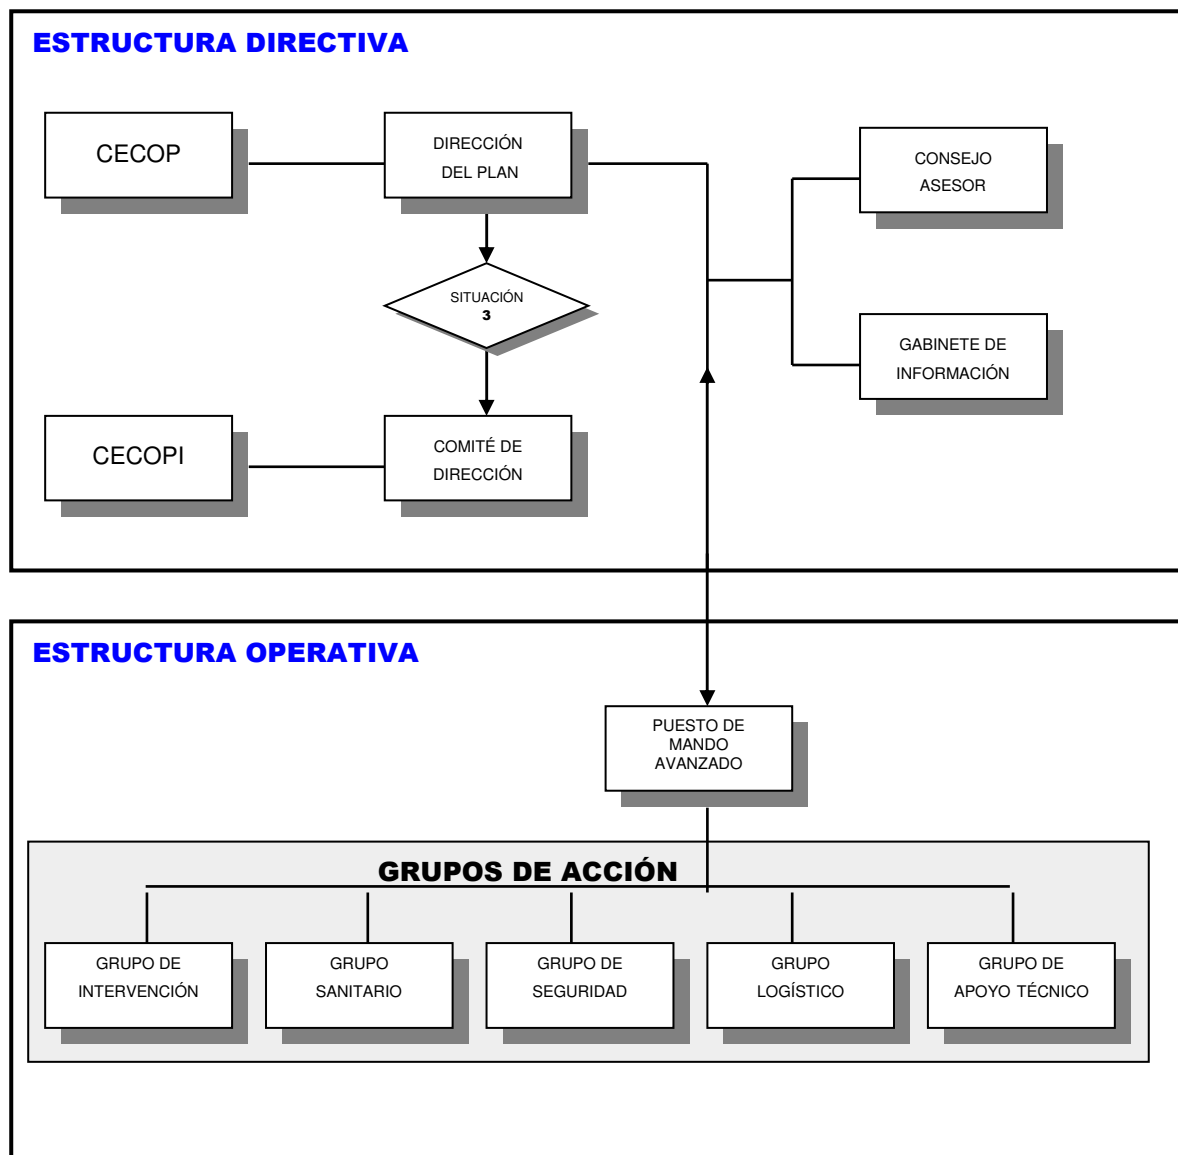 ESTRUCTURA DIRECTIVA
CECOP
DIRECCIÓN
DEL PLAN
CONSEJO
ASESOR
SITUACIÓN
3
GABINETE DE
INFORMACIÓN
CECOPI
COMITÉ DE
DIRECCIÓN
ESTRUCTURA OPERATIVA
PUESTO DE
MANDO
AVANZADO
GRUPOS DE ACCIÓN
GRUPO DE
INTERVENCIÓN
GRUPO
SANITARIO
GRUPO DE
SEGURIDAD
GRUPO
LOGÍSTICO
GRUPO DE
APOYO TÉCNICO